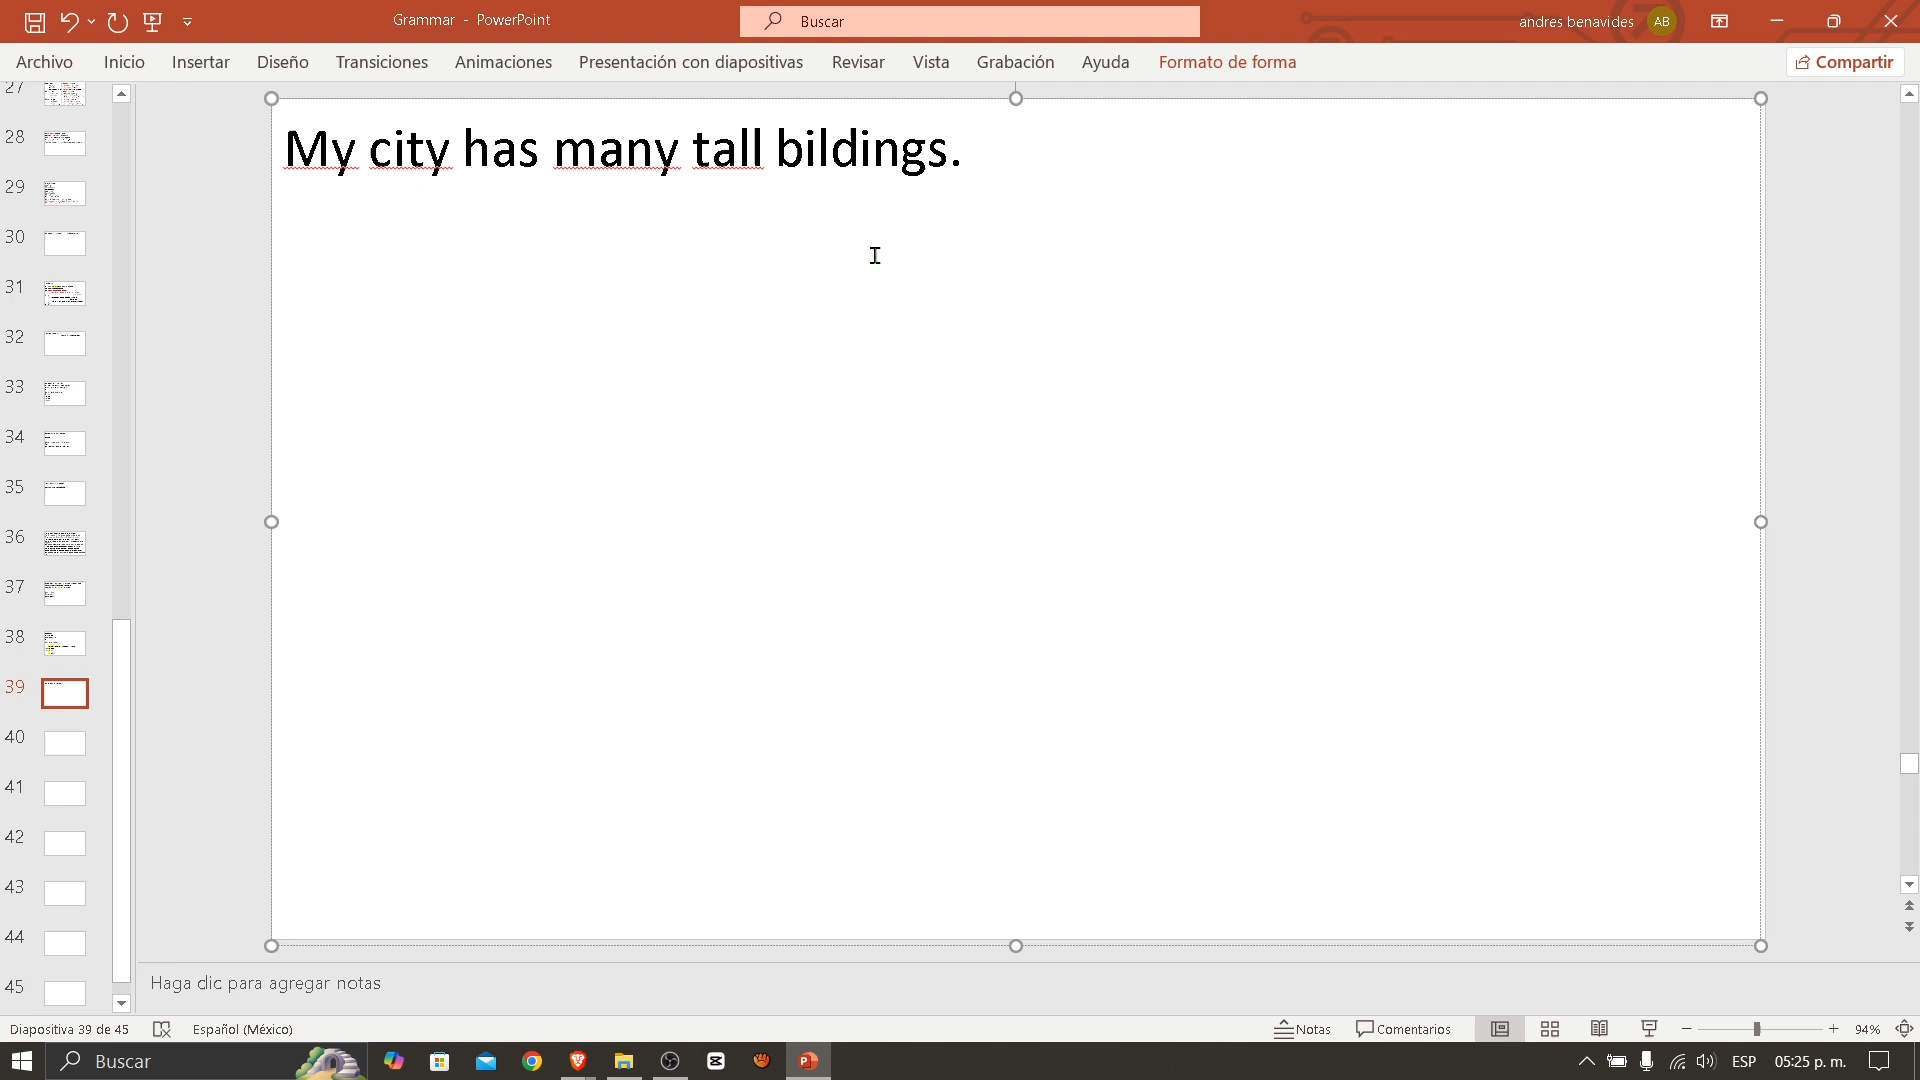 Grammar - PowerPoint
Buscar
andres benavides
AB
Archivo
Inicio
Insertar
Diseño
Transiciones
Animaciones
Presentación con diapositivas
Revisar
Vista
Grabación
Ayuda
Formato de forma
Compartir
27
28
29
30
31
32
33
34
35
36
37
38
39
40
41
42
43
44
45
My city has many tall bildings.
Haga clic para agregar notas
Diapositiva 39 de 45
Español (México)
Notas
Comentarios
94%
Buscar
ESP
05:25 p. m.